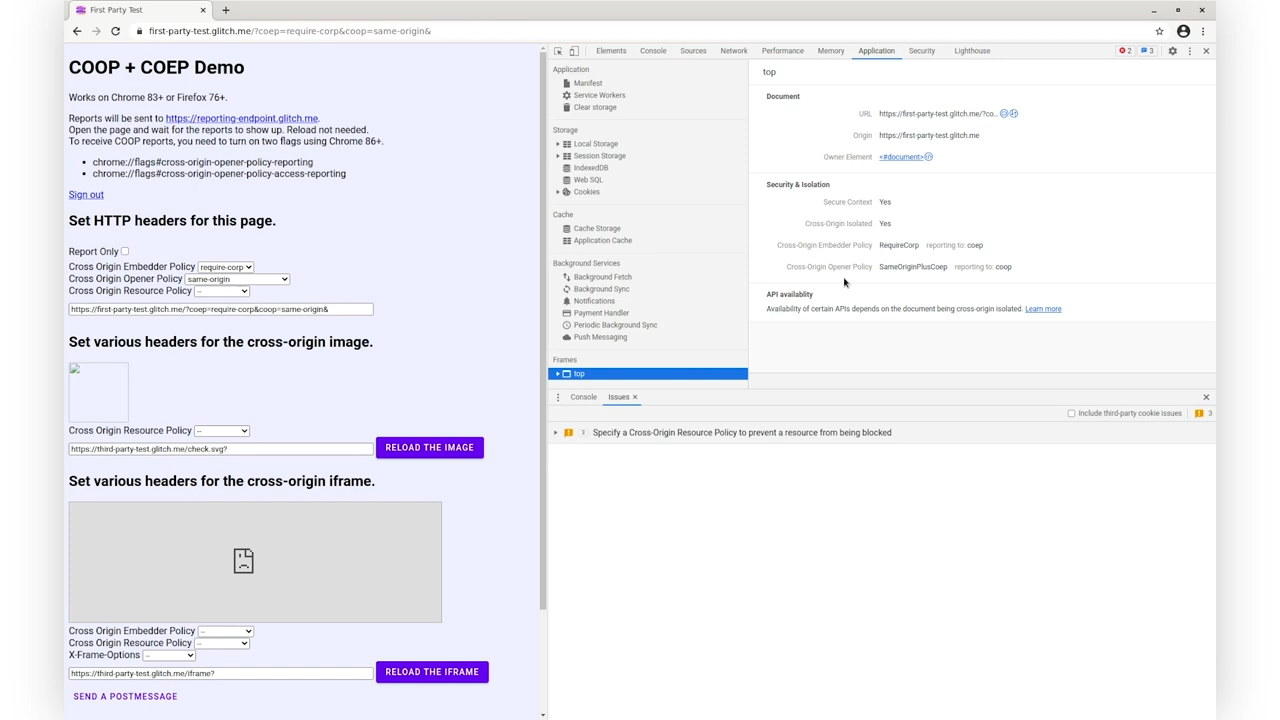 First Party Test
first-party-test.glitch.me/?coep=require-corp&coop=same-origin&
COOP + COEP Demo
Works on Chrome 83+ or Firefox 76+.
Reports will be sent to https://reporting-endpoint.glitch.me.
Open the page and wait for the reports to show up. Reload not needed.
To receive COOP reports, you need to turn on two flags using Chrome 86+.
chrome://flags#cross-origin-opener-policy-reporting
chrome://flags#cross-origin-opener-policy-access-reporting
Sign out
Set HTTP headers for this page.
Report Only
Cross Origin Embedder Policy require-corp
Cross Origin Opener Policy same-origin
Cross Origin Resource Policy --
https://first-party-test.glitch.me/?coep=require-corp&coop=same-origin&
Set various headers for the cross-origin image.
Cross Origin Resource Policy --
https://third-party-test.glitch.me/check.svg?
RELOAD THE IMAGE
Set various headers for the cross-origin iframe.
Cross Origin Embedder Policy --
Cross Origin Resource Policy --
X-Frame-Options --
https://third-party-test.glitch.me/iframe?
RELOAD THE IFRAME
SEND A POSTMESSAGE
Elements Console Sources Network Performance Memory Application Security Lighthouse 2 3
Application
Manifest
Service Workers
Clear storage
Storage
Local Storage
Session Storage
IndexedDB
Web SQL
Cookies
Cache
Cache Storage
Application Cache
Background Services
Background Fetch
Background Sync
Notifications
Payment Handler
Periodic Background Sync
Push Messaging
Frames
top
top
Document
URL https://first-party-test.glitch.me/?co...
Origin https://first-party-test.glitch.me
Owner Element <#document>
Security & Isolation
Secure Context Yes
Cross-Origin Isolated Yes
Cross-Origin Embedder Policy RequireCorp reporting to: coep
Cross-Origin Opener Policy SameOriginPlusCoep reporting to: coop
API availablity
Availability of certain APIs depends on the document being cross-origin isolated. Learn more
Console Issues
Include third-party cookie issues 3
3 Specify a Cross-Origin Resource Policy to prevent a resource from being blocked